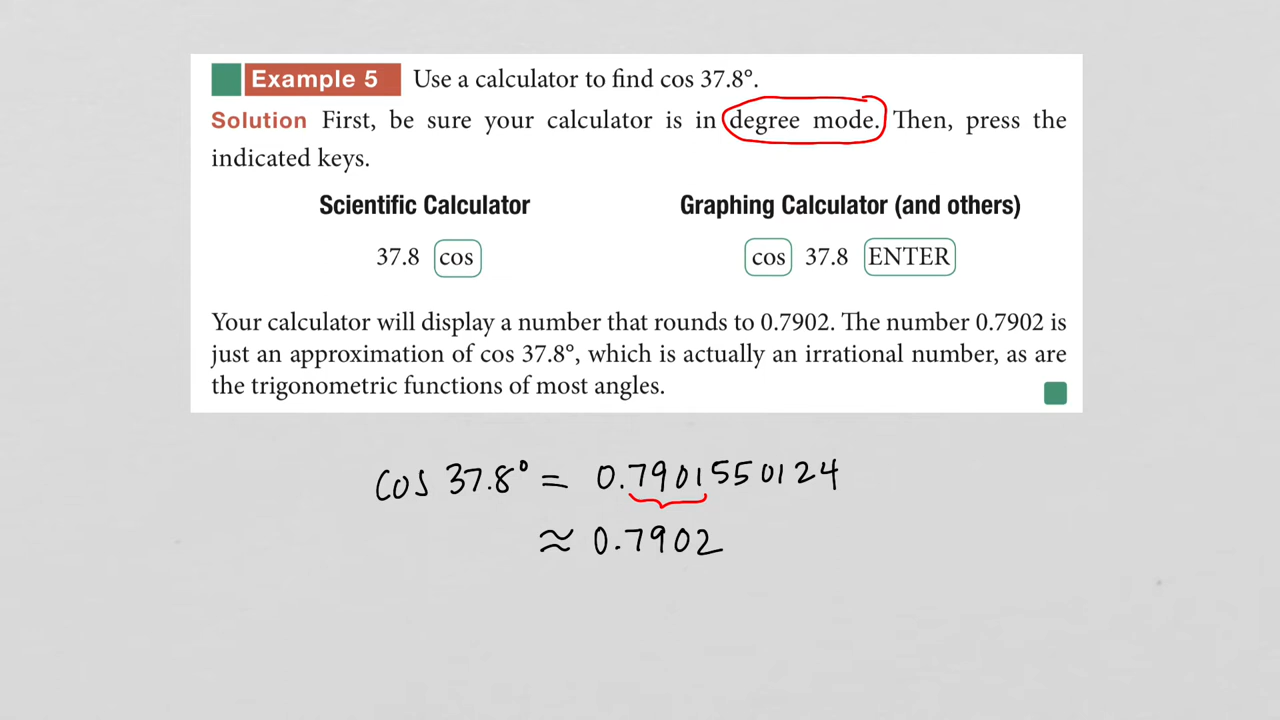 Example 5 Use a calculator to find cos 37.8°.
Solution First, be sure your calculator is in degree mode. Then, press the
indicated keys.
Scientific Calculator Graphing Calculator (and others)
37.8 cos cos 37.8 ENTER
Your calculator will display a number that rounds to 0.7902. The number 0.7902 is
just an approximation of cos 37.8°, which is actually an irrational number, as are
the trigonometric functions of most angles.
cos 37.8° = 0.7901550124
≈ 0.7902